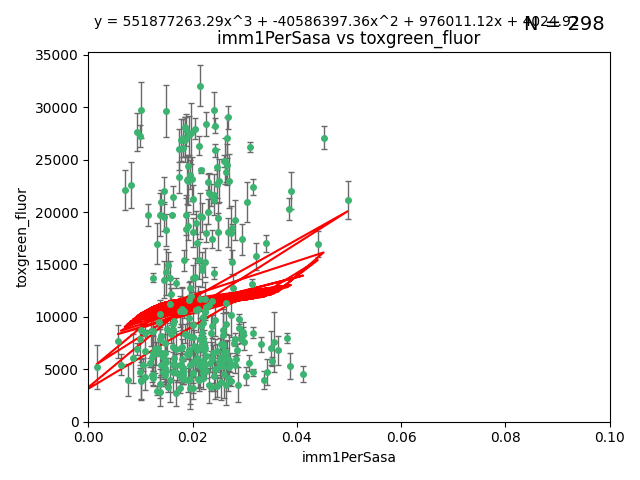 y = 551877263.29x^3 + -40586397.36x^2 + 976011.12x +
N = 298
imm1PerSasa vs toxgreen_fluor
35000
30000
25000
20000
15000
10000
5000
0
toxgreen_fluor
0.00 0.02 0.04 0.06 0.08 0.10
imm1PerSasa